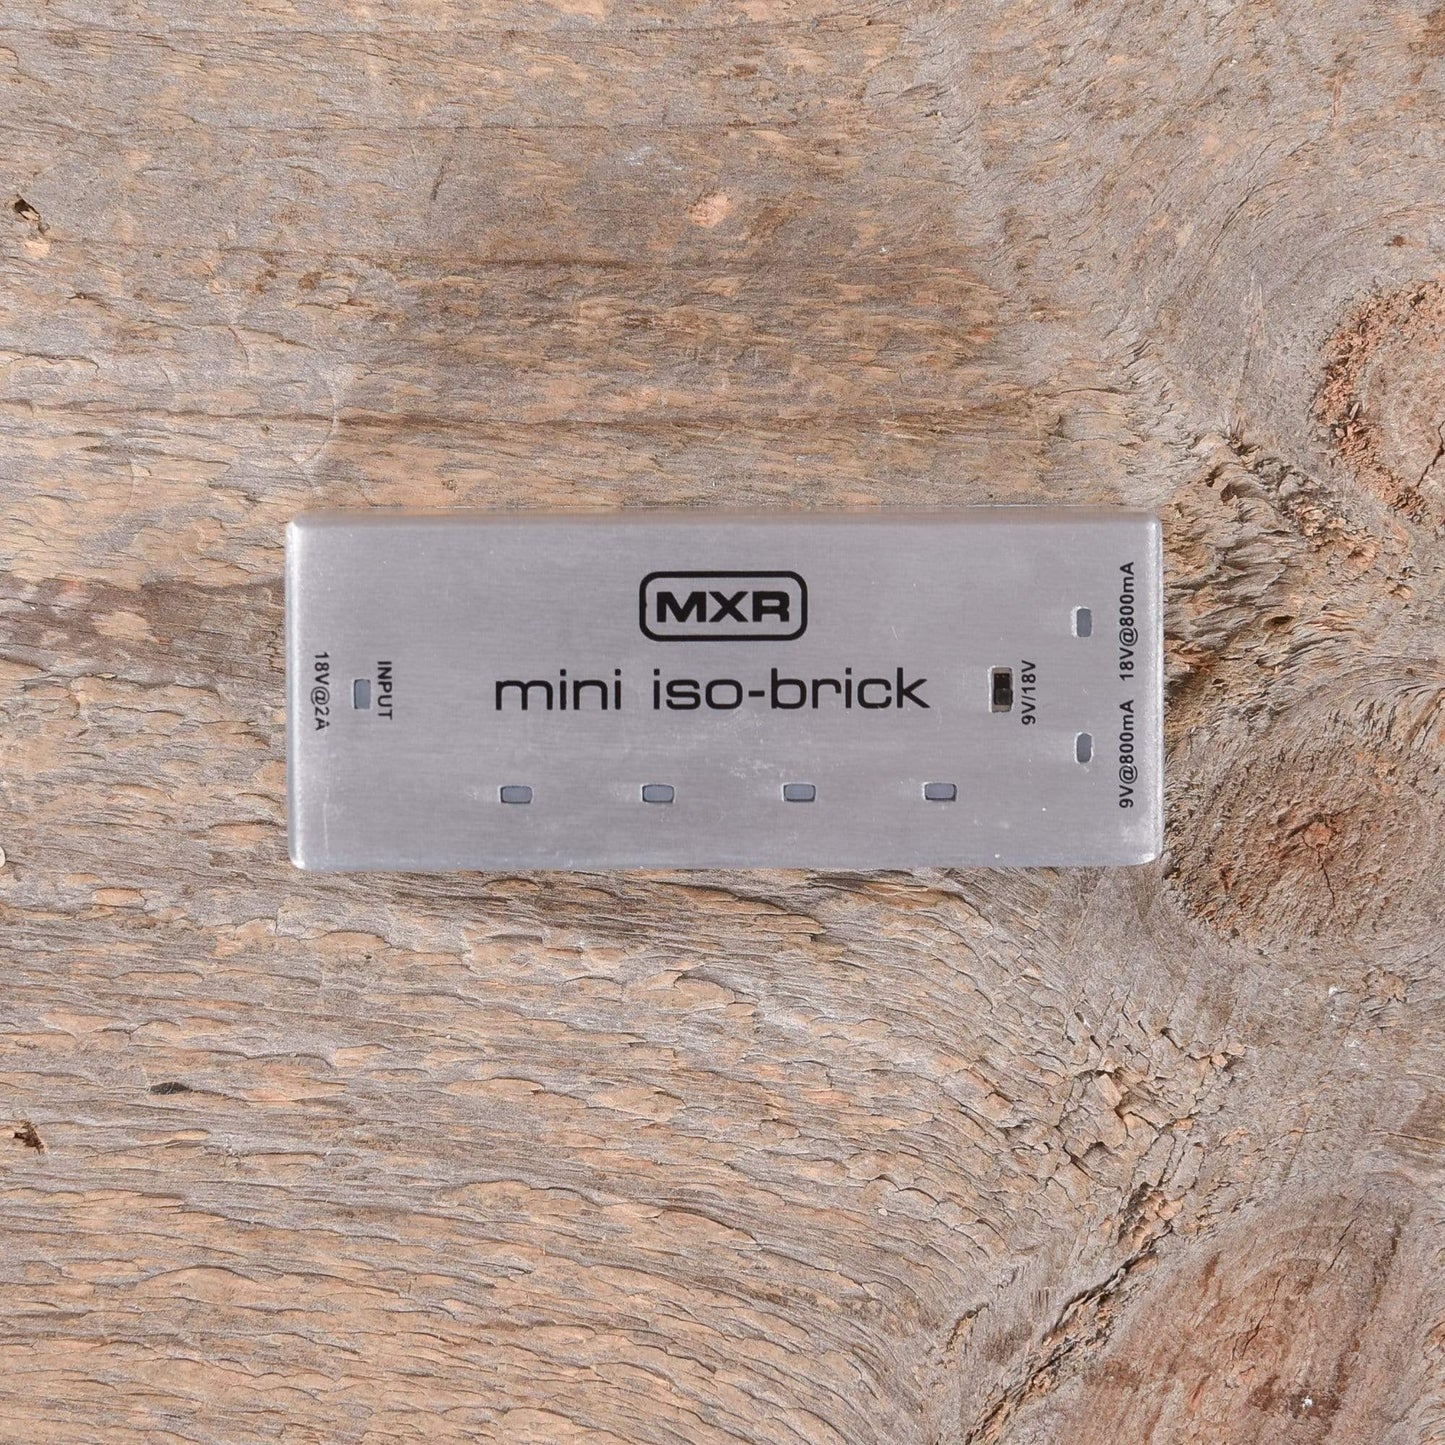 MXR
mini iso-brick
18V@2A
INPUT
9V/18V
9V@800mA 18V@800mA